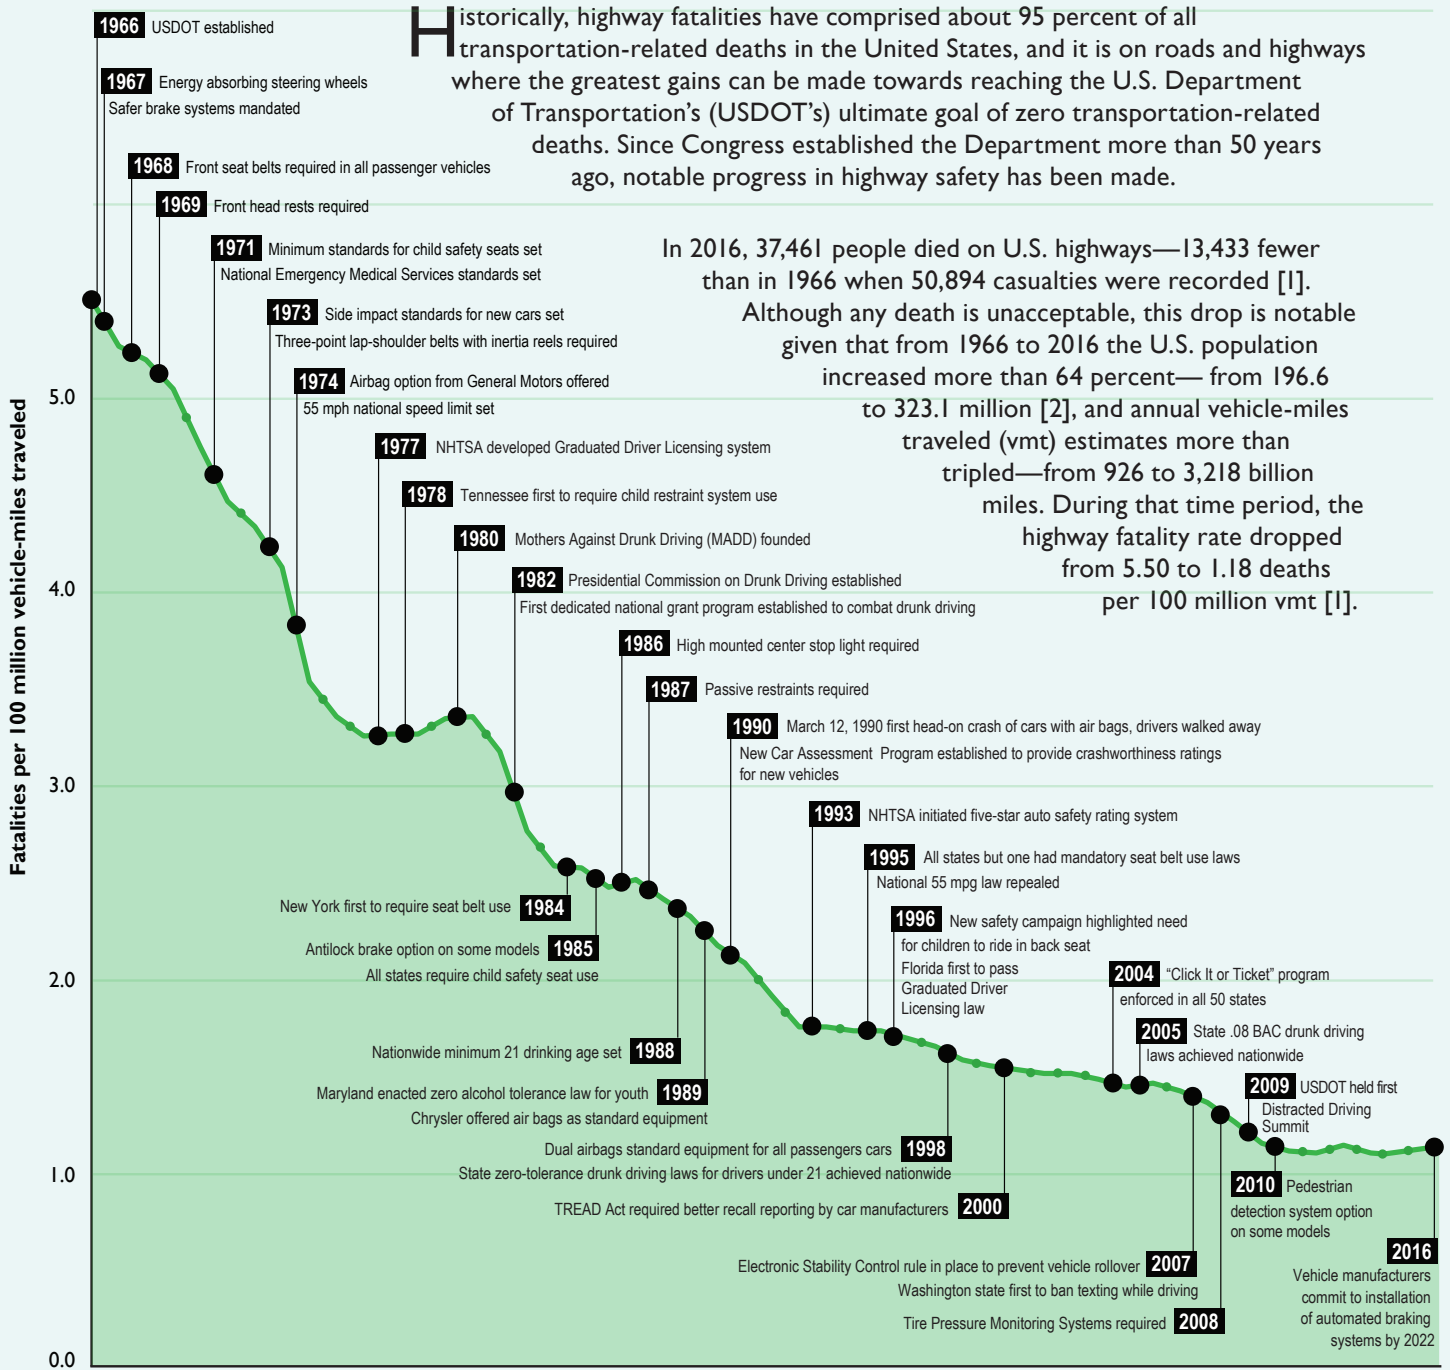 Historically, highway fatalities have comprised about 95 percent of all
transportation-related deaths in the United States, and it is on roads and highways
where the greatest gains can be made towards reaching the U.S. Department
of Transportation's (USDOT's) ultimate goal of zero transportation-related
deaths. Since Congress established the Department more than 50 years
ago, notable progress in highway safety has been made.
In 2016, 37,461 people died on U.S. highways—13,433 fewer
than in 1966 when 50,894 casualties were recorded [1].
Although any death is unacceptable, this drop is notable
given that from 1966 to 2016 the U.S. population
increased more than 64 percent— from 196.6
to 323.1 million [2], and annual vehicle-miles
traveled (vmt) estimates more than
tripled—from 926 to 3,218 billion
miles. During that time period, the
highway fatality rate dropped
from 5.50 to 1.18 deaths
per 100 million vmt [1].
Fatalities per 100 million vehicle-miles traveled
5.0
4.0
3.0
2.0
1.0
0.0
1966 USDOT established
1967 Energy absorbing steering wheels
Safer brake systems mandated
1968 Front seat belts required in all passenger vehicles
1969 Front head rests required
1971 Minimum standards for child safety seats set
National Emergency Medical Services standards set
1973 Side impact standards for new cars set
Three-point lap-shoulder belts with inertia reels required
1974 Airbag option from General Motors offered
55 mph national speed limit set
1977 NHTSA developed Graduated Driver Licensing system
1978 Tennessee first to require child restraint system use
1980 Mothers Against Drunk Driving (MADD) founded
1982 Presidential Commission on Drunk Driving established
First dedicated national grant program established to combat drunk driving
New York first to require seat belt use 1984
Antilock brake option on some models 1985
All states require child safety seat use
1986 High mounted center stop light required
1987 Passive restraints required
Nationwide minimum 21 drinking age set 1988
Maryland enacted zero alcohol tolerance law for youth 1989
Chrysler offered air bags as standard equipment
1990 March 12, 1990 first head-on crash of cars with air bags, drivers walked away
New Car Assessment Program established to provide crashworthiness ratings
for new vehicles
1993 NHTSA initiated five-star auto safety rating system
1995 All states but one had mandatory seat belt use laws
National 55 mpg law repealed
1996 New safety campaign highlighted need
for children to ride in back seat
Florida first to pass
Graduated Driver
Licensing law
Dual airbags standard equipment for all passengers cars 1998
State zero-tolerance drunk driving laws for drivers under 21 achieved nationwide
TREAD Act required better recall reporting by car manufacturers 2000
2004 “Click It or Ticket” program
enforced in all 50 states
2005 State .08 BAC drunk driving
laws achieved nationwide
Electronic Stability Control rule in place to prevent vehicle rollover 2007
Washington state first to ban texting while driving
Tire Pressure Monitoring Systems required 2008
2009 USDOT held first
Distracted Driving
Summit
2010 Pedestrian
detection system option
on some models
2016
Vehicle manufacturers
commit to installation
of automated braking
systems by 2022